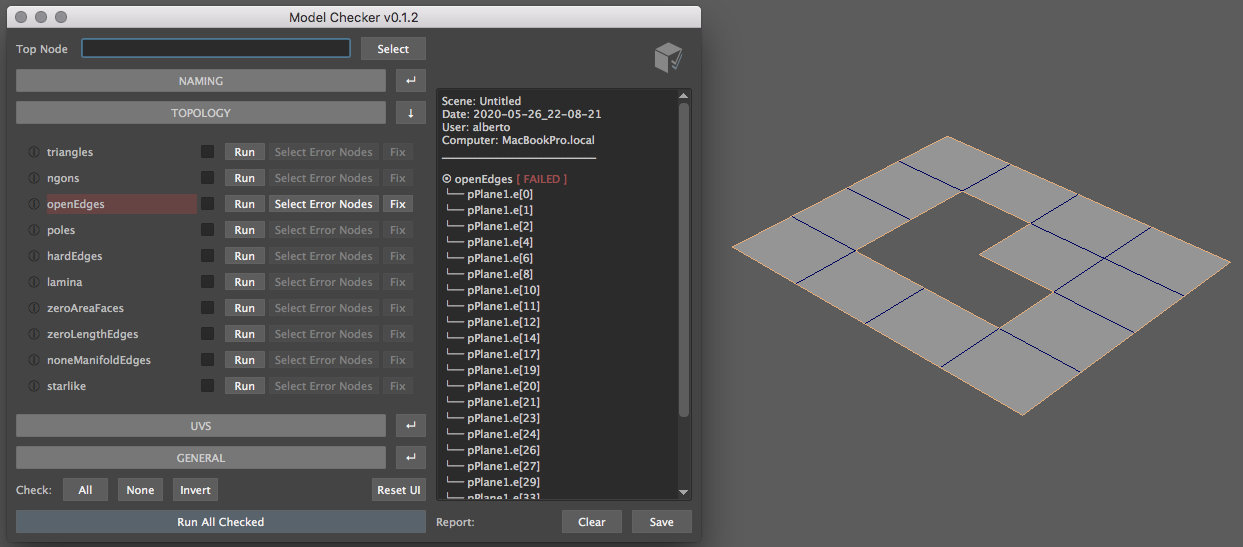 Model Checker v0.1.2
Top Node Select
NAMING
TOPOLOGY
triangles Run Select Error Nodes Fix
ngons Run Select Error Nodes Fix
openEdges Run Select Error Nodes Fix
poles Run Select Error Nodes Fix
hardEdges Run Select Error Nodes Fix
lamina Run Select Error Nodes Fix
zeroAreaFaces Run Select Error Nodes Fix
zeroLengthEdges Run Select Error Nodes Fix
noneManifoldEdges Run Select Error Nodes Fix
starlike Run Select Error Nodes Fix
UVS
GENERAL
Check: All None Invert Reset UI
Run All Checked
Scene: Untitled
Date: 2020-05-26_22-08-21
User: alberto
Computer: MacBookPro.local
openEdges [ FAILED ]
pPlane1.e[0]
pPlane1.e[1]
pPlane1.e[2]
pPlane1.e[4]
pPlane1.e[6]
pPlane1.e[8]
pPlane1.e[10]
pPlane1.e[11]
pPlane1.e[12]
pPlane1.e[14]
pPlane1.e[17]
pPlane1.e[19]
pPlane1.e[20]
pPlane1.e[21]
pPlane1.e[23]
pPlane1.e[24]
pPlane1.e[26]
pPlane1.e[27]
pPlane1.e[29]
pPlane1.e[33]
Report: Clear Save